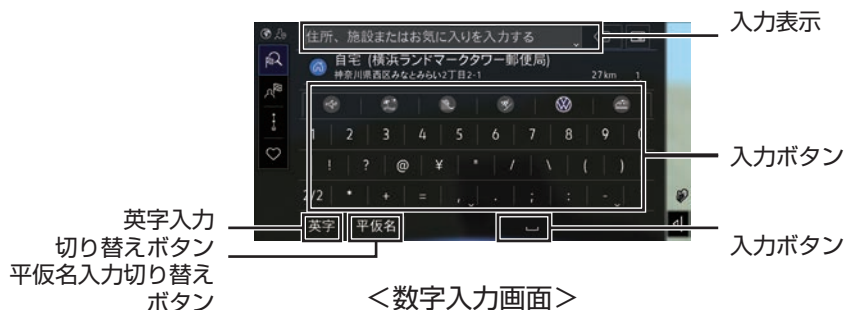 入力表示
住所、施設またはお気に入りを入力する
自宅 (横浜ランドマークタワー郵便局)
神奈川県西区みなとみらい2丁目2-1 27km
1 2 3 4 5 6 7 8 9
! ? @ ¥ * / \ ( )
2/2 * + = , . ; : -
英字 平仮名
入力ボタン
入力ボタン
英字入力
切り替えボタン
平仮名入力切り替え
ボタン
＜数字入力画面＞